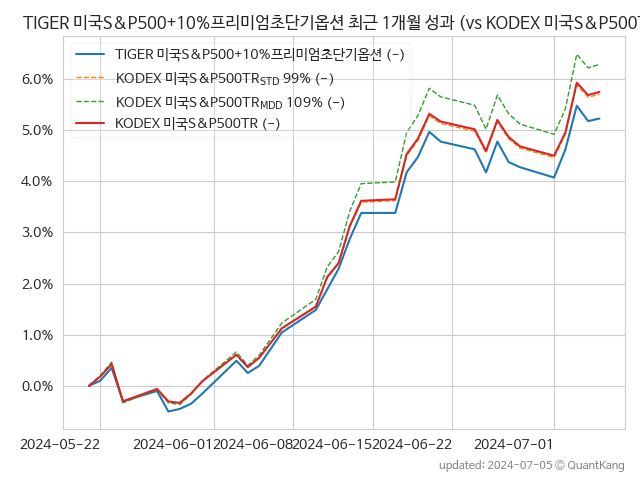 TIGER 미국S&P500+10%프리미엄초단기옵션 최근 1개월 성과 (vs KODEX 미국S&P500T
TIGER 미국S&P500+10%프리미엄초단기옵션 (-)
KODEX 미국S&P500TRSTD 99% (-)
KODEX 미국S&P500TRMDD 109% (-)
KODEX 미국S&P500TR (-)
6.0%
5.0%
4.0%
3.0%
2.0%
1.0%
0.0%
2024-05-22 2024-06-01 2024-06-08 2024-06-15 2024-06-22 2024-07-01
updated: 2024-07-05 © QuantKang